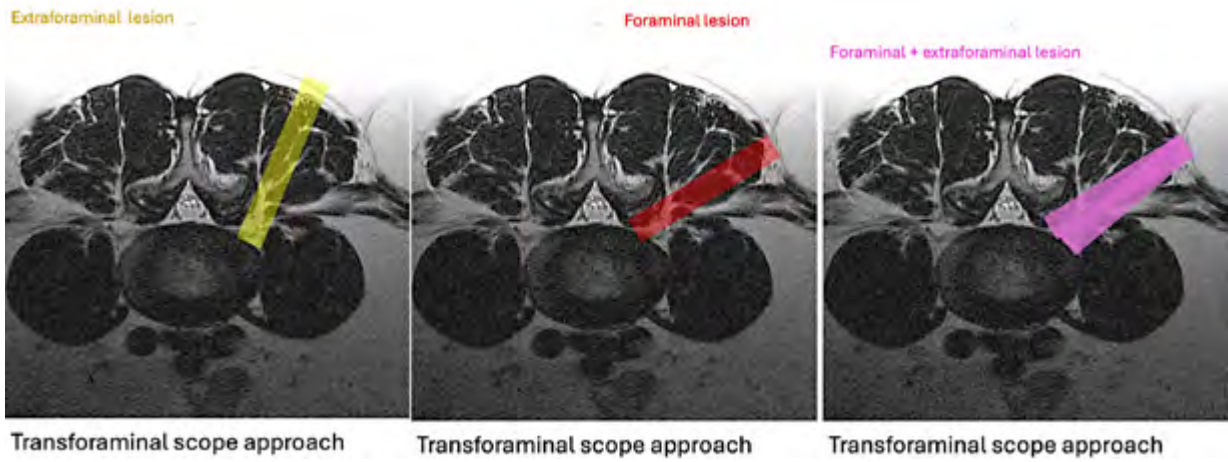 Extraforaminal lesion
Foraminal lesion
Foraminal + extraforaminal lesion
Transforaminal scope approach
Transforaminal scope approach
Transforaminal scope approach